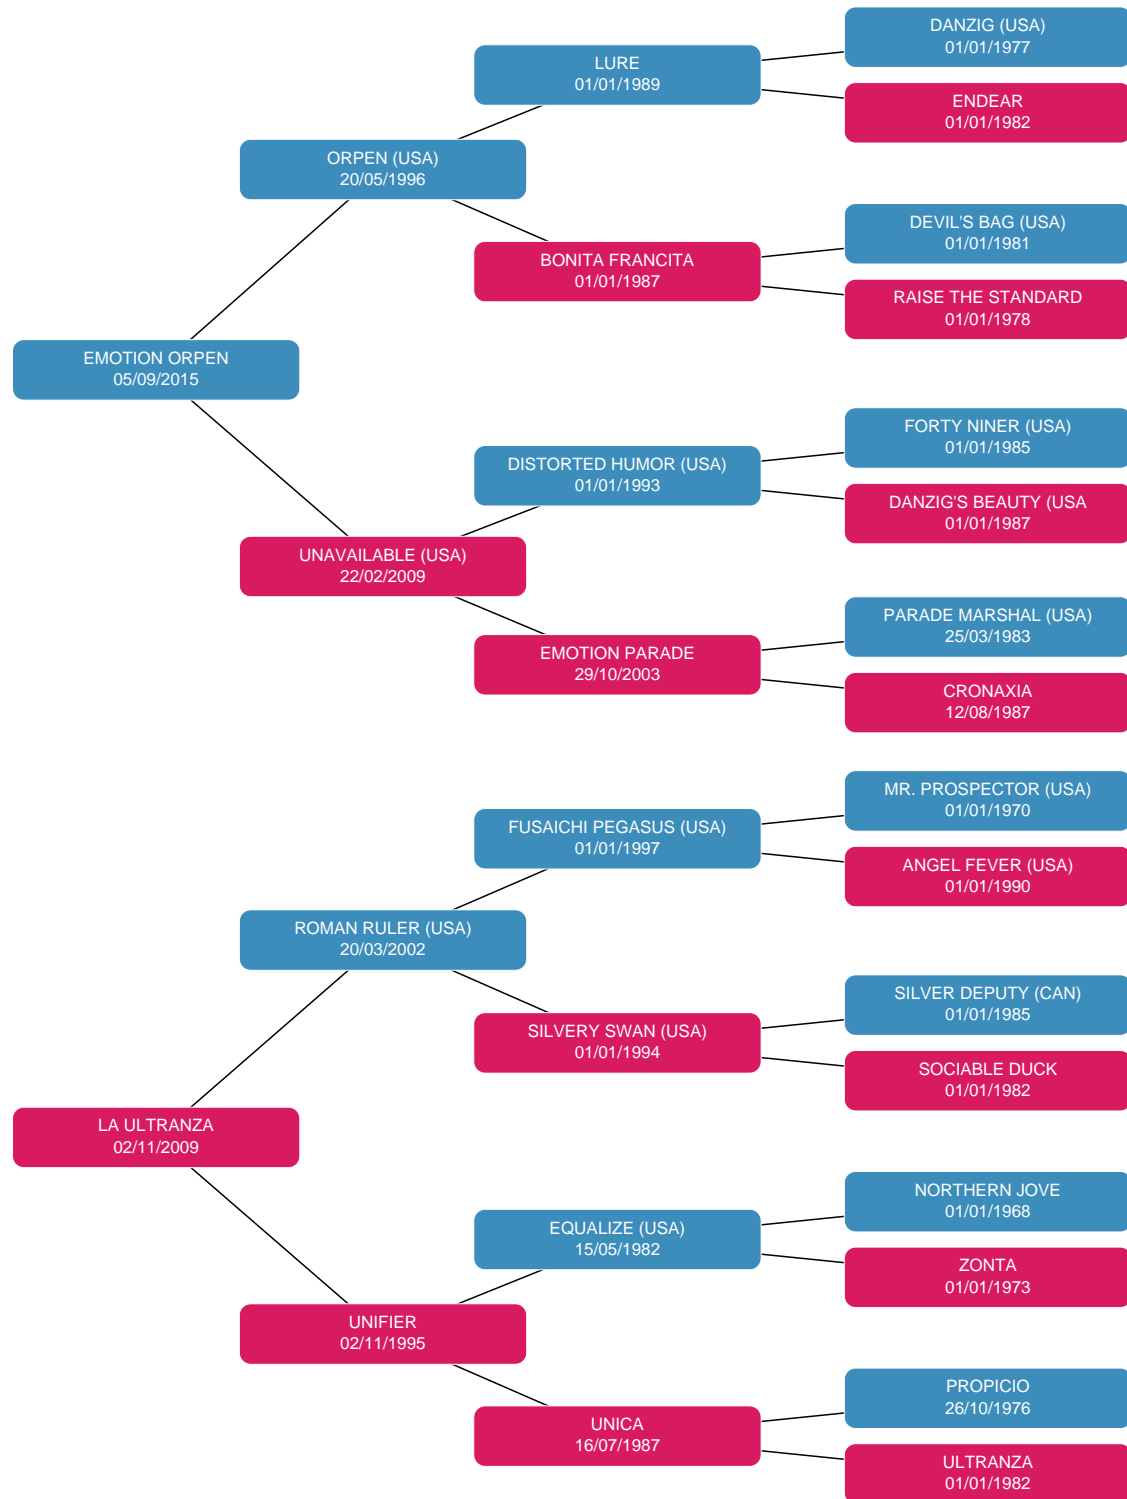 DANZIG (USA)
01/01/1977
LURE
01/01/1989
ENDEAR
01/01/1982
ORPEN (USA)
20/05/1996
DEVIL'S BAG (USA)
01/01/1981
BONITA FRANCITA
01/01/1987
RAISE THE STANDARD
01/01/1978
EMOTION ORPEN
05/09/2015
FORTY NINER (USA)
01/01/1985
DISTORTED HUMOR (USA)
01/01/1993
DANZIG'S BEAUTY (USA
01/01/1987
UNAVAILABLE (USA)
22/02/2009
PARADE MARSHAL (USA)
25/03/1983
EMOTION PARADE
29/10/2003
CRONAXIA
12/08/1987
MR. PROSPECTOR (USA)
01/01/1970
FUSAICHI PEGASUS (USA)
01/01/1997
ANGEL FEVER (USA)
01/01/1990
ROMAN RULER (USA)
20/03/2002
SILVER DEPUTY (CAN)
01/01/1985
SILVERY SWAN (USA)
01/01/1994
SOCIABLE DUCK
01/01/1982
LA ULTRANZA
02/11/2009
NORTHERN JOVE
01/01/1968
EQUALIZE (USA)
15/05/1982
ZONTA
01/01/1973
UNIFIER
02/11/1995
PROPICIO
26/10/1976
UNICA
16/07/1987
ULTRANZA
01/01/1982